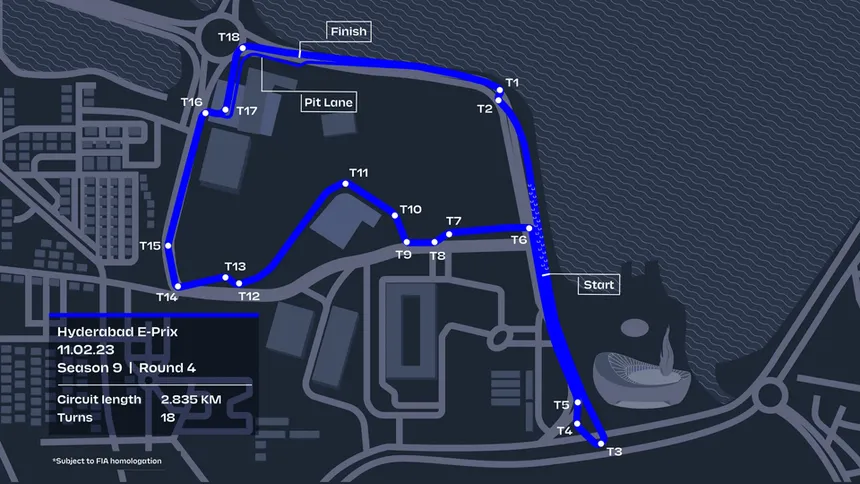 T18
Finish
T1
T16
T17
Pit Lane
T2
T11
T10
T7
T15
T9
T8
T6
T13
Start
T14
T12
Hyderabad E-Prix
11.02.23
Season 9 | Round 4
Circuit length 2.835 KM
Turns 18
T5
T4
T3
*Subject to FIA homologation